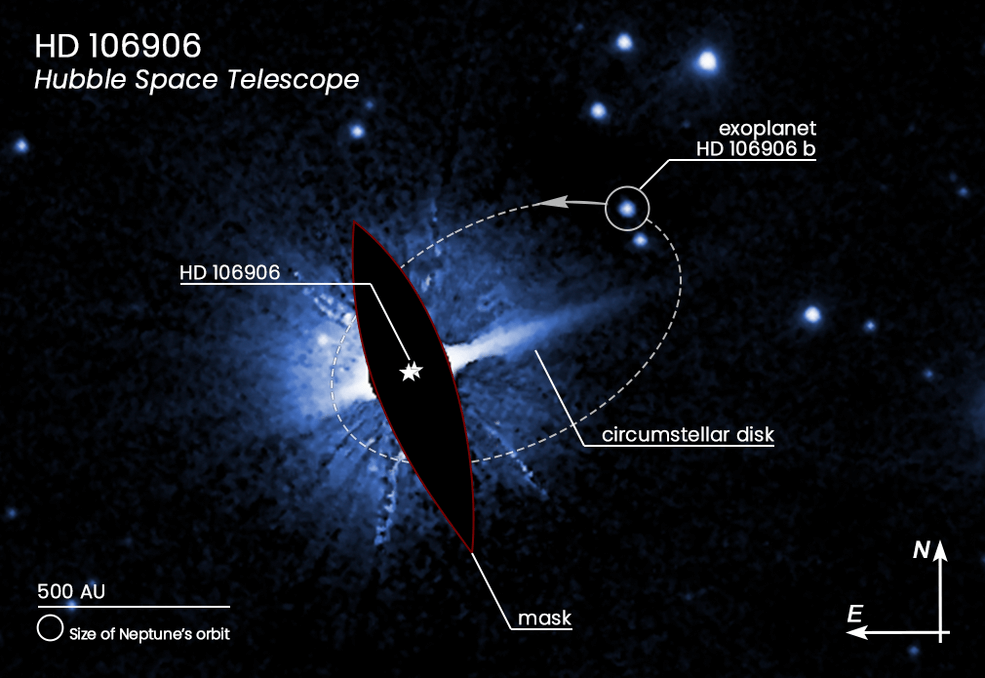 HD 106906
Hubble Space Telescope
exoplanet
HD 106906 b
HD 106906
circumstellar disk
500 AU
Size of Neptune's orbit
mask
N
E